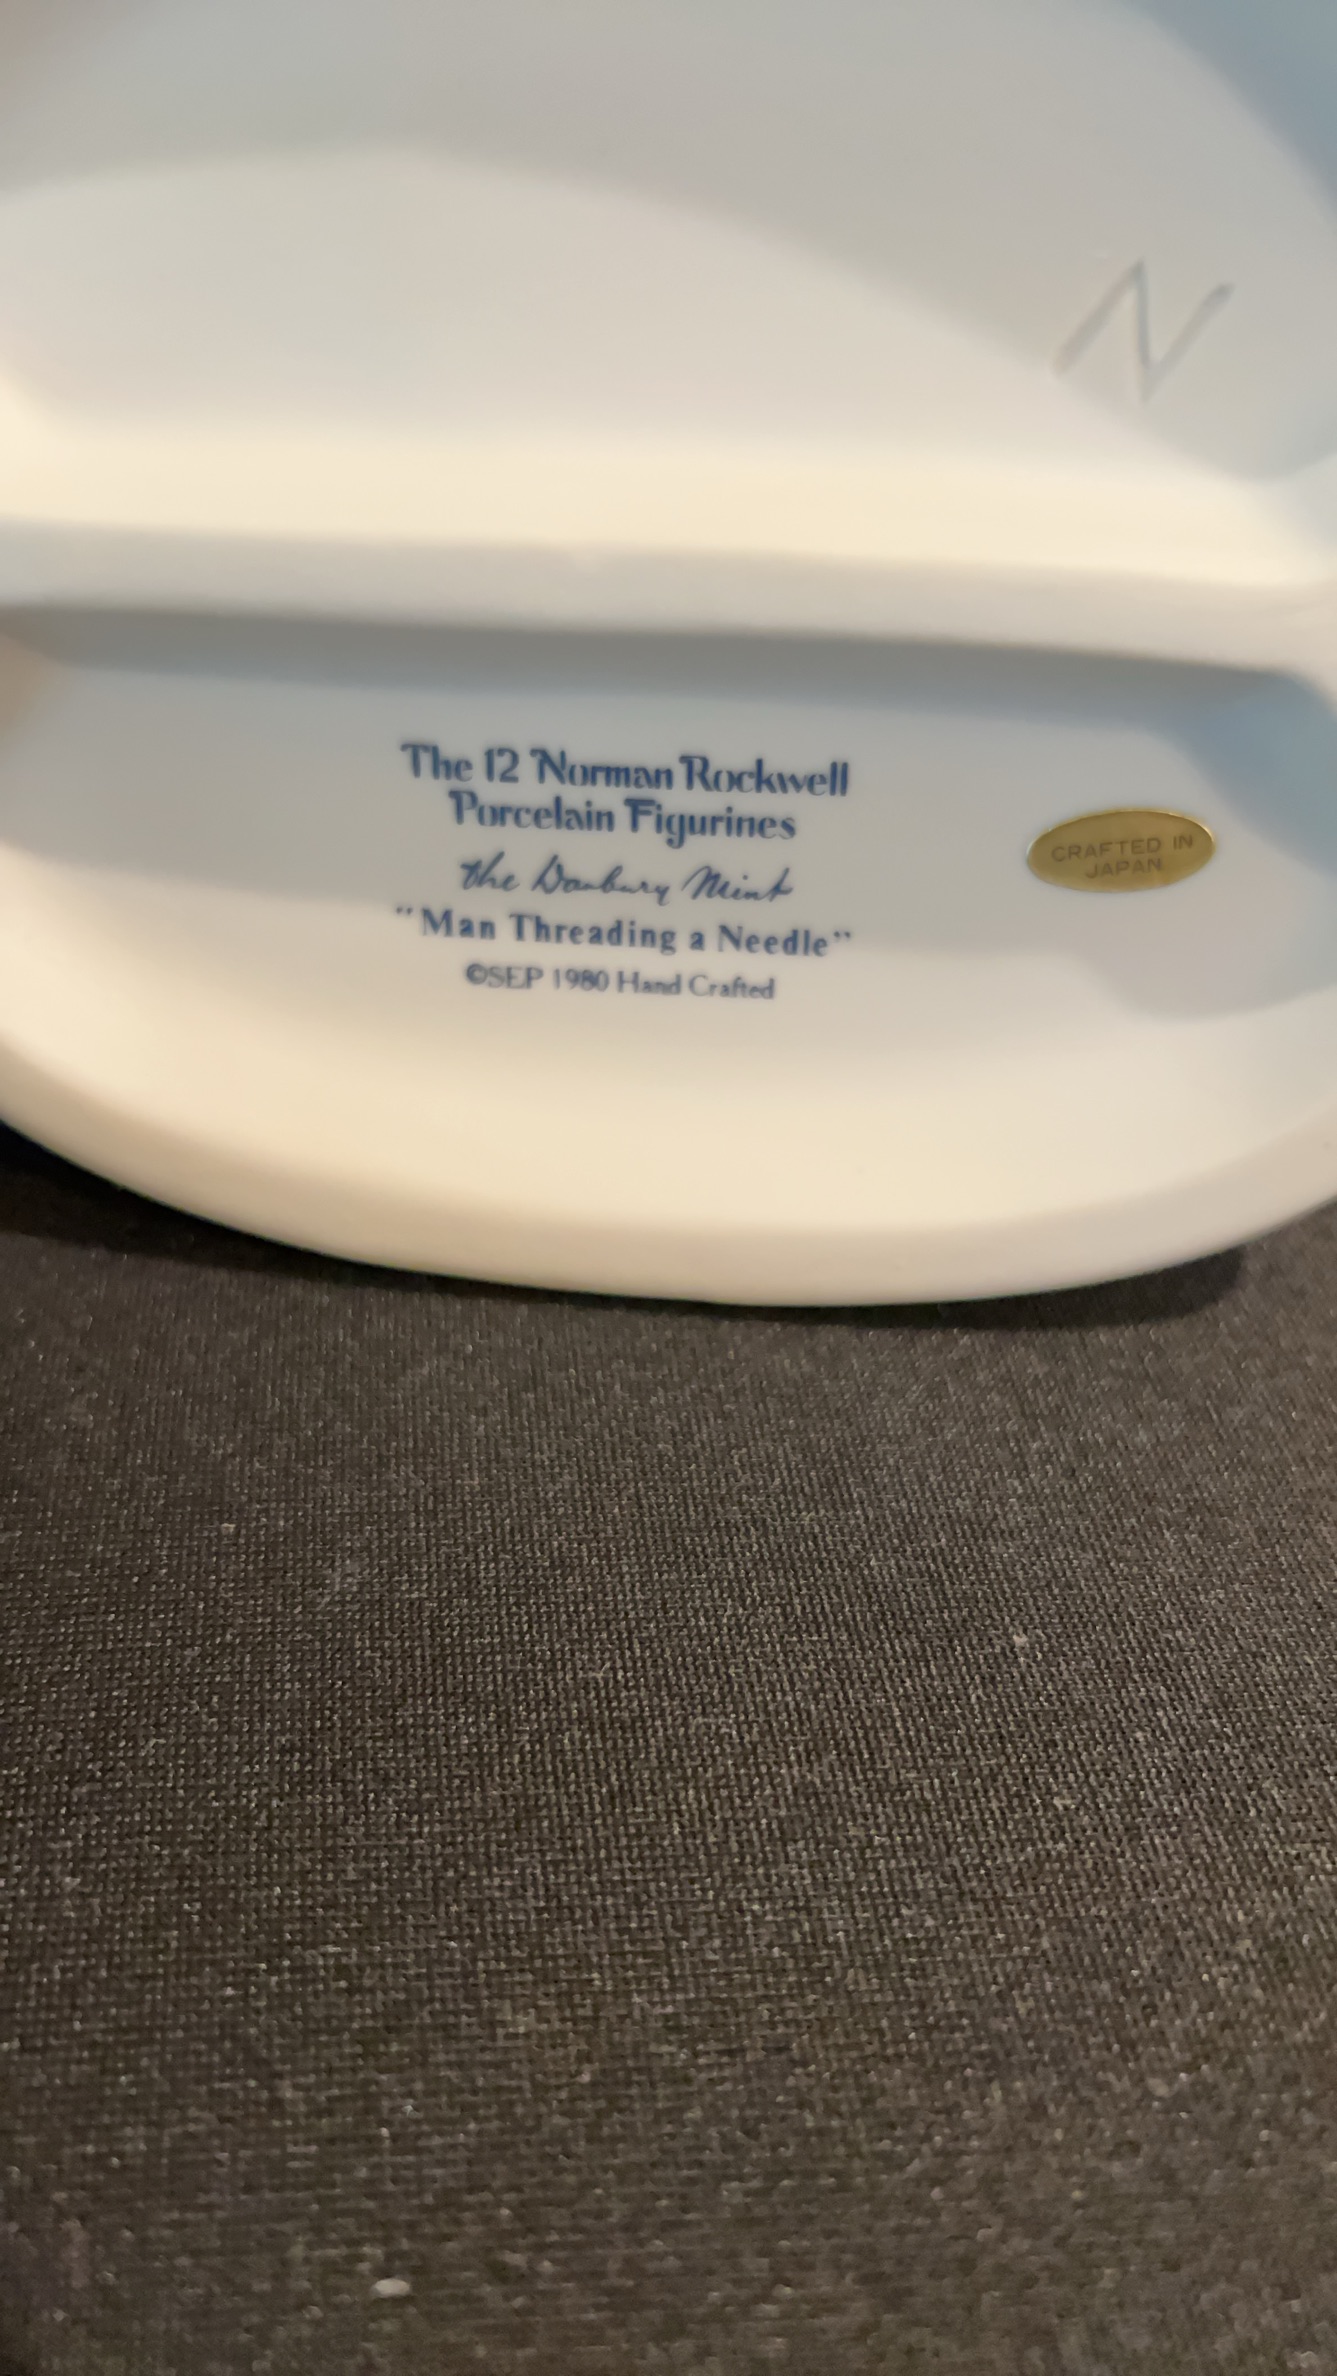 N
The 12 Norman Rockwell
Porcelain Figurines
the Danbury Mint
"Man Threading a Needle"
©SEP 1980 Hand Crafted
CRAFTED IN
JAPAN